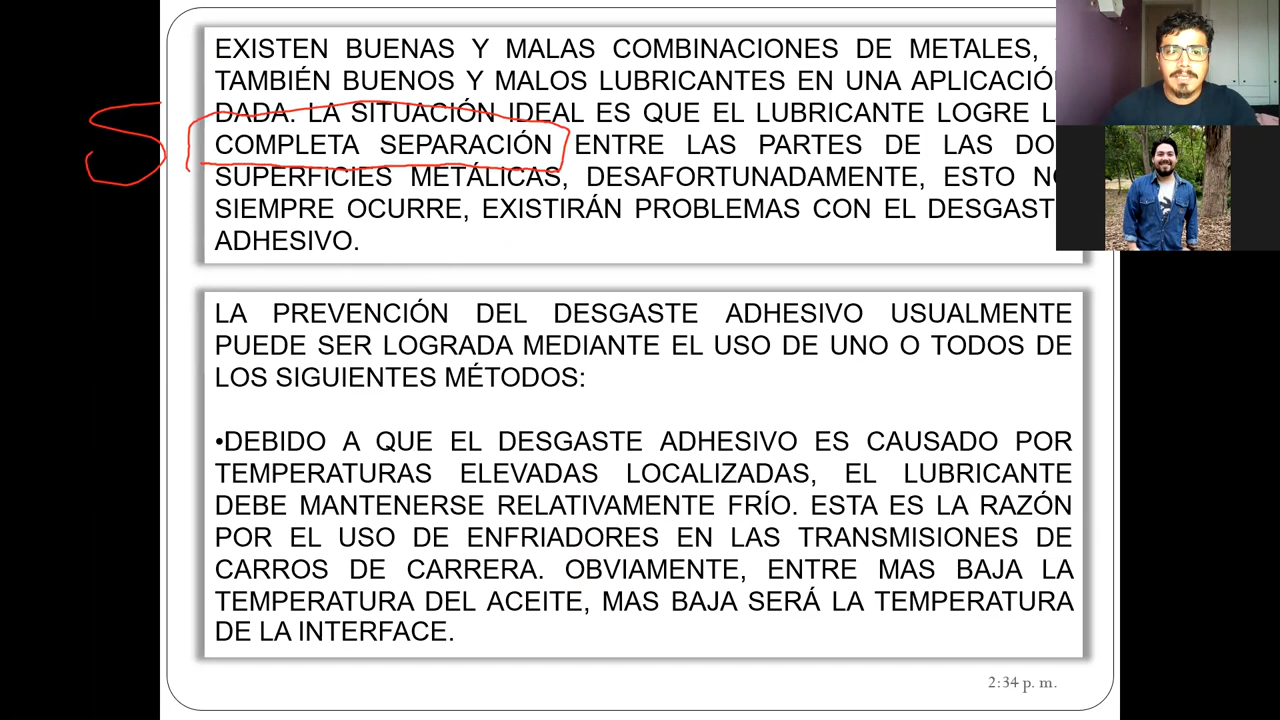 EXISTEN BUENAS Y MALAS COMBINACIONES DE METALES,
TAMBIÉN BUENOS Y MALOS LUBRICANTES EN UNA
DADA. LA SITUACIÓN IDEAL ES QUE EL LUBRICANTE LOGRE
COMPLETA SEPARACIÓN ENTRE LAS PARTES DE LAS
SUPERFICIES METÁLICAS, DESAFORTUNADAMENTE, ESTO
SIEMPRE OCURRE, EXISTIRÁN PROBLEMAS CON EL
ADHESIVO.
LA PREVENCIÓN DEL DESGASTE ADHESIVO USUALMENTE
PUEDE SER LOGRADA MEDIANTE EL USO DE UNO O TODOS DE
LOS SIGUIENTES MÉTODOS:
•DEBIDO A QUE EL DESGASTE ADHESIVO ES CAUSADO POR
TEMPERATURAS ELEVADAS LOCALIZADAS, EL LUBRICANTE
DEBE MANTENERSE RELATIVAMENTE FRÍO. ESTA ES LA RAZÓN
POR EL USO DE ENFRIADORES EN LAS TRANSMISIONES DE
CARROS DE CARRERA. OBVIAMENTE, ENTRE MAS BAJA LA
TEMPERATURA DEL ACEITE, MAS BAJA SERÁ LA TEMPERATURA
DE LA INTERFACE.
2:34 p. m.